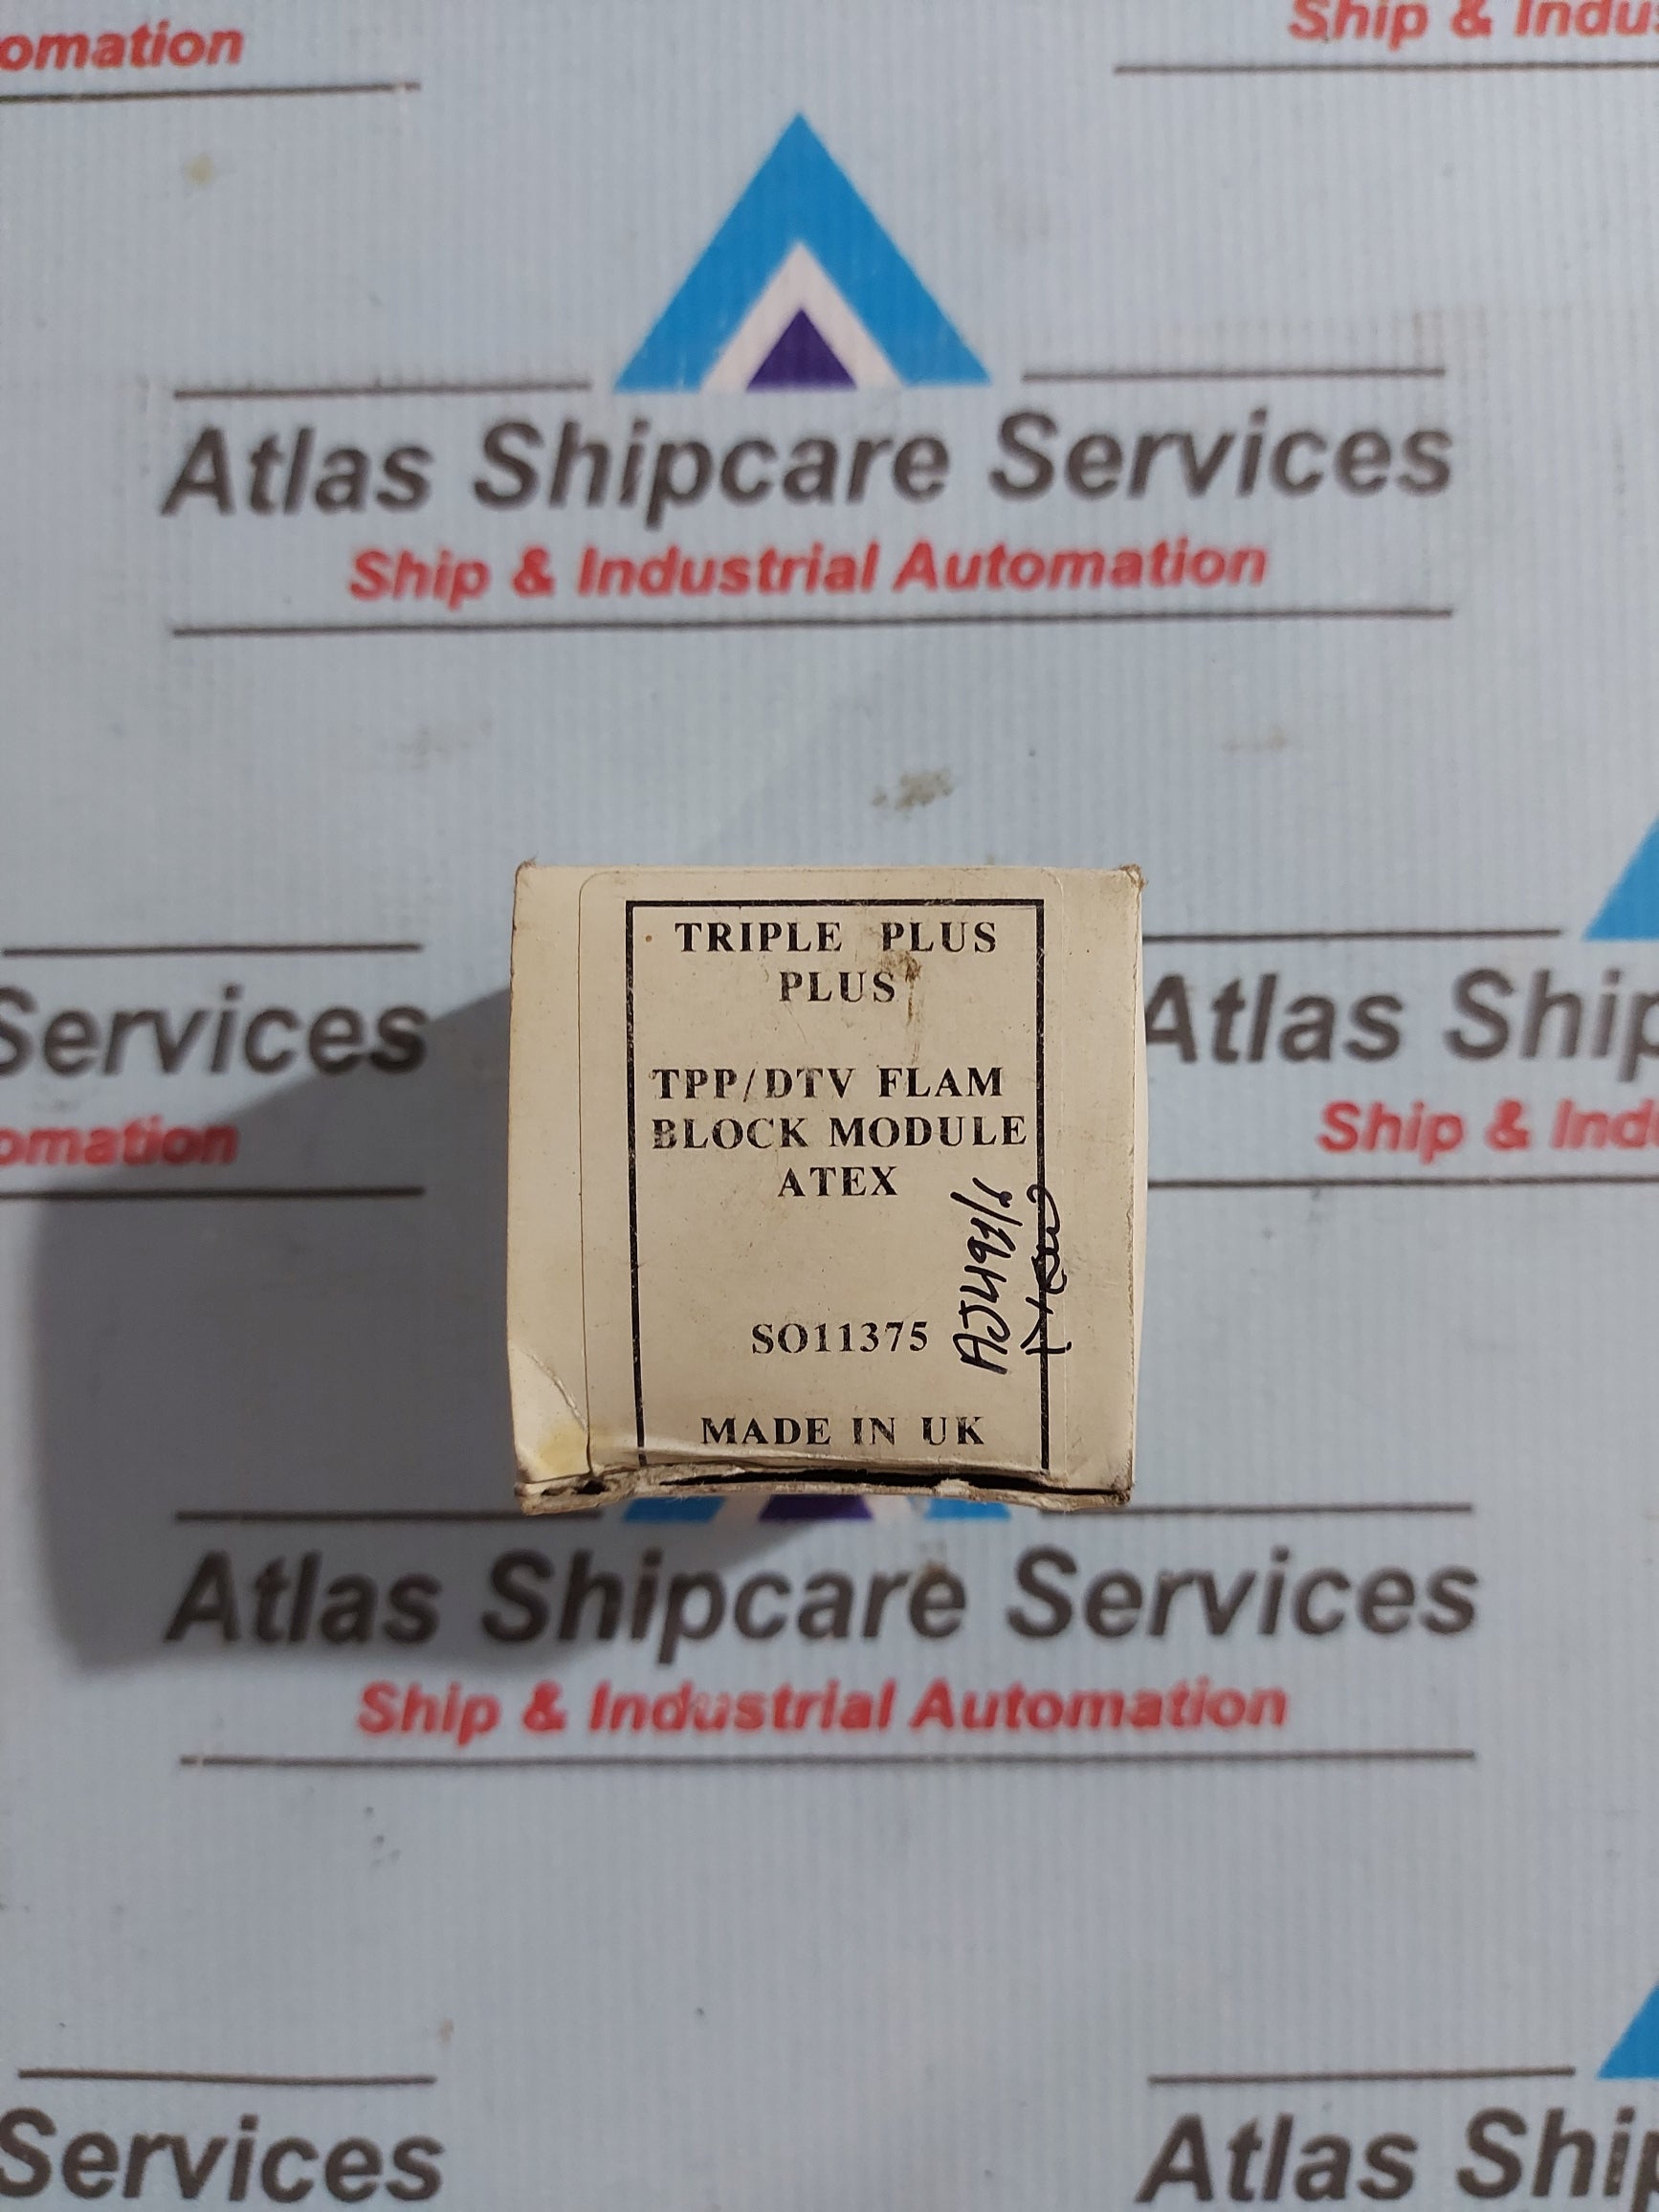 omation
Ship & Indus
Atlas Shipcare Services
Ship & Industrial Automation
TRIPLE PLUS
PLUS
TPP/DTV FLAM
BLOCK MODULE
ATEX
SO11375
MADE IN UK
Services
omation
Atlas Ship
Ship & Indu
Atlas Shipcare Services
Ship & Industrial Automation
Services
Atlas Ship